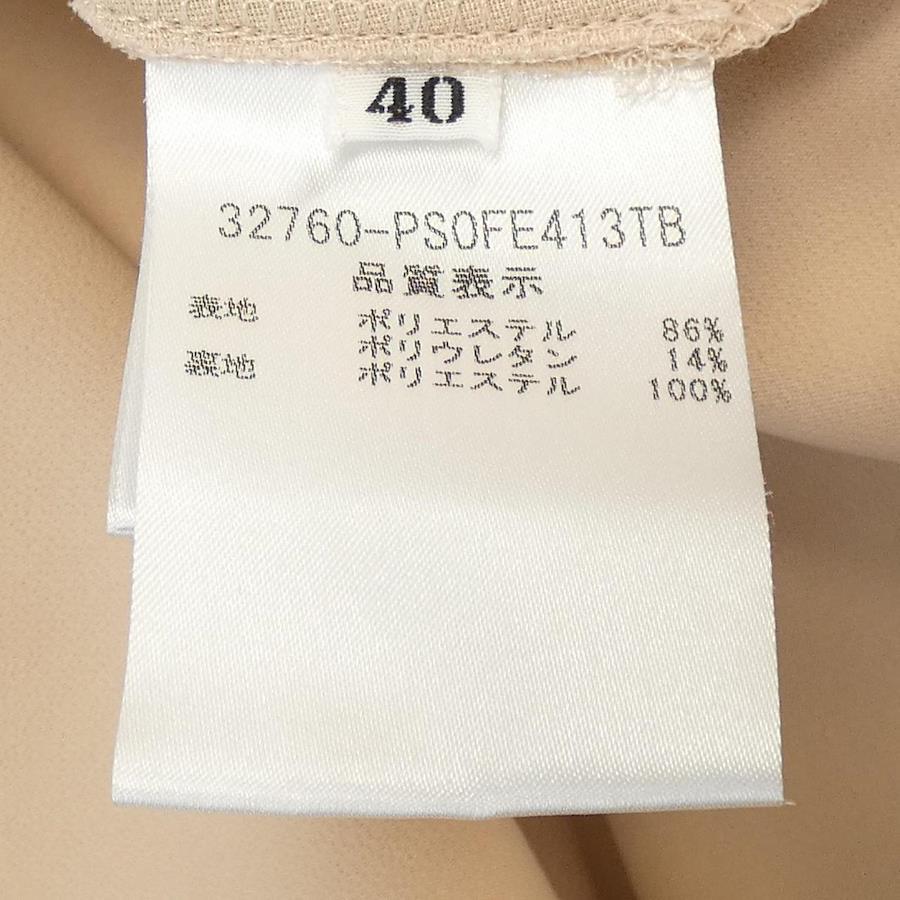 40
32760-PS0FE413TB
品質表示
表地 ポリエステル 86%
ポリウレタン 14%
裏地 ポリエステル 100%